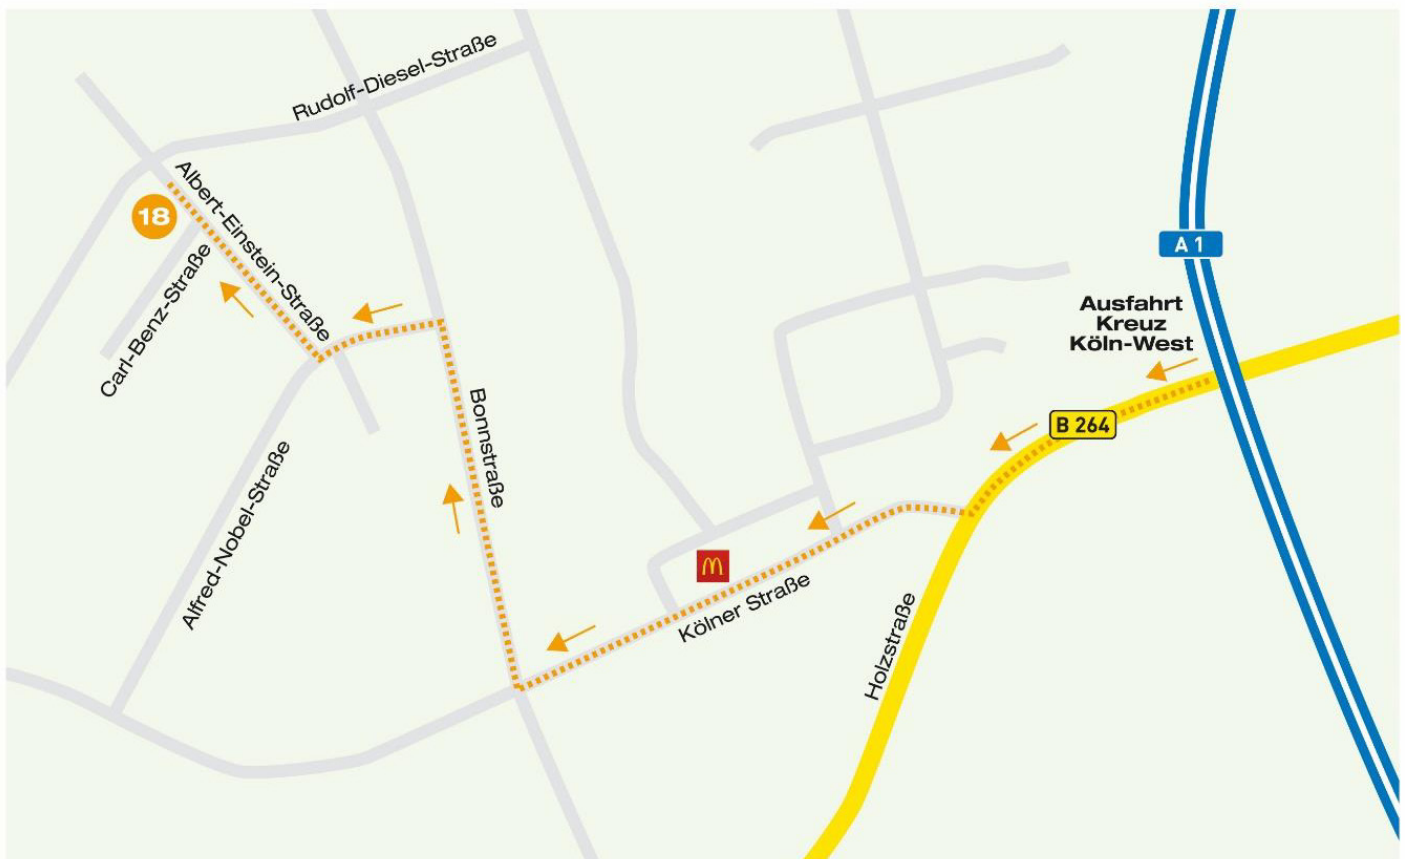 Rudolf-Diesel-Straße
Albert-Einstein-Straße
18
Carl-Benz-Straße
A 1
Ausfahrt
Kreuz
Köln-West
B 264
Bonnstraße
Alfred-Nobel-Straße
Kölner Straße
Holzstraße